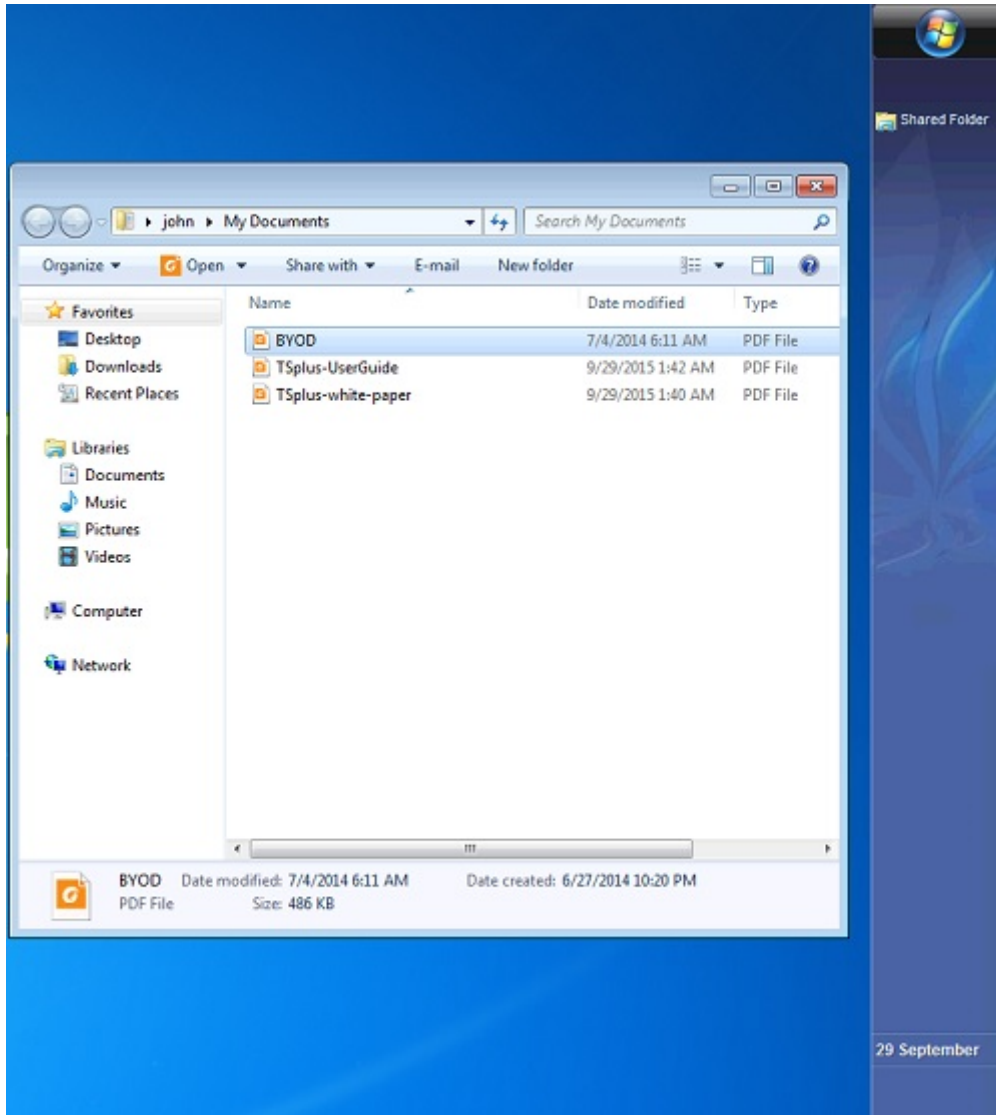 Shared Folder
john ▸ My Documents
Search My Documents
Organize
Open
Share with
E-mail
New folder
Favorites
Desktop
Downloads
Recent Places
Libraries
Documents
Music
Pictures
Videos
Computer
Network
Name Date modified Type
BYOD 7/4/2014 6:11 AM PDF File
TSplus-UserGuide 9/29/2015 1:42 AM PDF File
TSplus-white-paper 9/29/2015 1:40 AM PDF File
BYOD Date modified: 7/4/2014 6:11 AM Date created: 6/27/2014 10:20 PM
PDF File Size: 486 KB
29 September